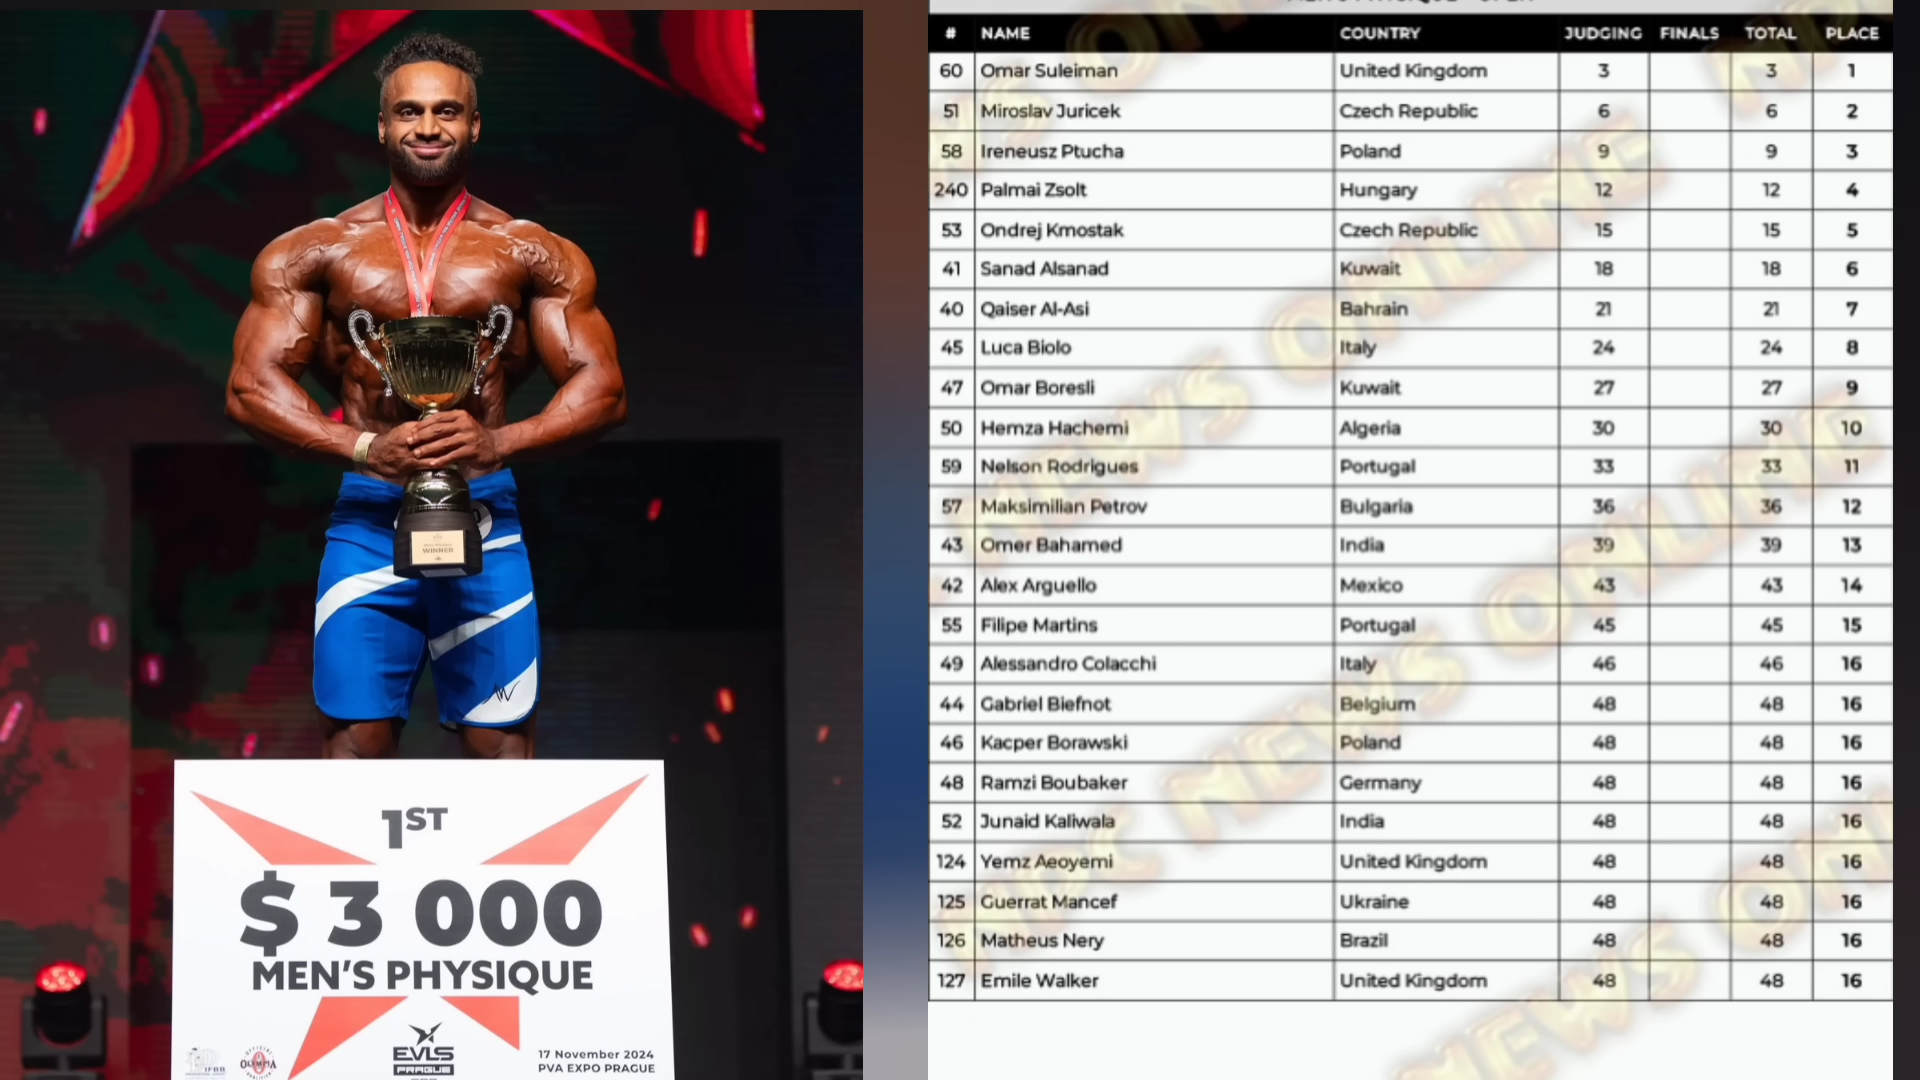 WINNER
1ST
$ 3 000
MEN'S PHYSIQUE
EVLS
PRAGUE
IFBB
OLYMPIA
17 November 2024
PVA EXPO PRAGUE
# NAME COUNTRY JUDGING FINALS TOTAL PLACE
60 Omar Suleiman United Kingdom 3 3 1
51 Miroslav Juricek Czech Republic 6 6 2
58 Ireneusz Ptucha Poland 9 9 3
240 Palmai Zsolt Hungary 12 12 4
53 Ondrej Kmostak Czech Republic 15 15 5
41 Sanad Alsanad Kuwait 18 18 6
40 Qaiser Al-Asi Bahrain 21 21 7
45 Luca Biolo Italy 24 24 8
47 Omar Boresli Kuwait 27 27 9
50 Hemza Hachemi Algeria 30 30 10
59 Nelson Rodrigues Portugal 33 33 11
57 Maksimilian Petrov Bulgaria 36 36 12
43 Omer Bahamed India 39 39 13
42 Alex Arguello Mexico 43 43 14
55 Filipe Martins Portugal 45 45 15
49 Alessandro Colacchi Italy 46 46 16
44 Gabriel Biefnot Belgium 48 48 16
46 Kacper Borawski Poland 48 48 16
48 Ramzi Boubaker Germany 48 48 16
52 Junaid Kaliwala India 48 48 16
124 Yemz Aeoyemi United Kingdom 48 48 16
125 Guerrat Mancef Ukraine 48 48 16
126 Matheus Nery Brazil 48 48 16
127 Emile Walker United Kingdom 48 48 16
NEWS ONLINE
NPC NEWS ONLINE